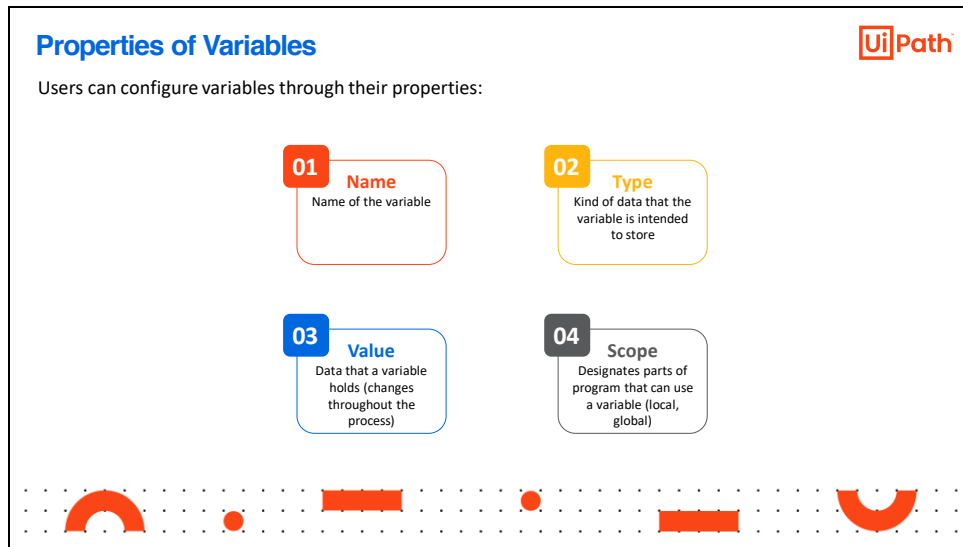 Properties of Variables
UiPath
Users can configure variables through their properties:
01
Name
Name of the variable
02
Type
Kind of data that the
variable is intended
to store
03
Value
Data that a variable
holds (changes
throughout the
process)
04
Scope
Designates parts of
program that can use
a variable (local,
global)